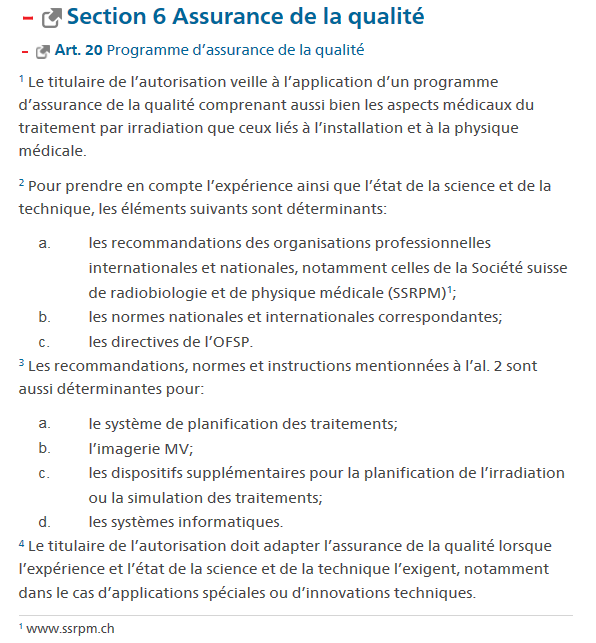 Section 6 Assurance de la qualité
Art. 20 Programme d’assurance de la qualité
1 Le titulaire de l’autorisation veille à l’application d’un programme
d’assurance de la qualité comprenant aussi bien les aspects médicaux du
traitement par irradiation que ceux liés à l’installation et à la physique
médicale.
2 Pour prendre en compte l’expérience ainsi que l’état de la science et de la
technique, les éléments suivants sont déterminants:
a. les recommandations des organisations professionnelles
internationales et nationales, notamment celles de la Société suisse
de radiobiologie et de physique médicale (SSRPM)1;
b. les normes nationales et internationales correspondantes;
c. les directives de l’OFSP.
3 Les recommandations, normes et instructions mentionnées à l’al. 2 sont
aussi déterminantes pour:
a. le système de planification des traitements;
b. l’imagerie MV;
c. les dispositifs supplémentaires pour la planification de l’irradiation
ou la simulation des traitements;
d. les systèmes informatiques.
4 Le titulaire de l’autorisation doit adapter l’assurance de la qualité lorsque
l’expérience et l’état de la science et de la technique l’exigent, notamment
dans le cas d’applications spéciales ou d’innovations techniques.
1 www.ssrpm.ch